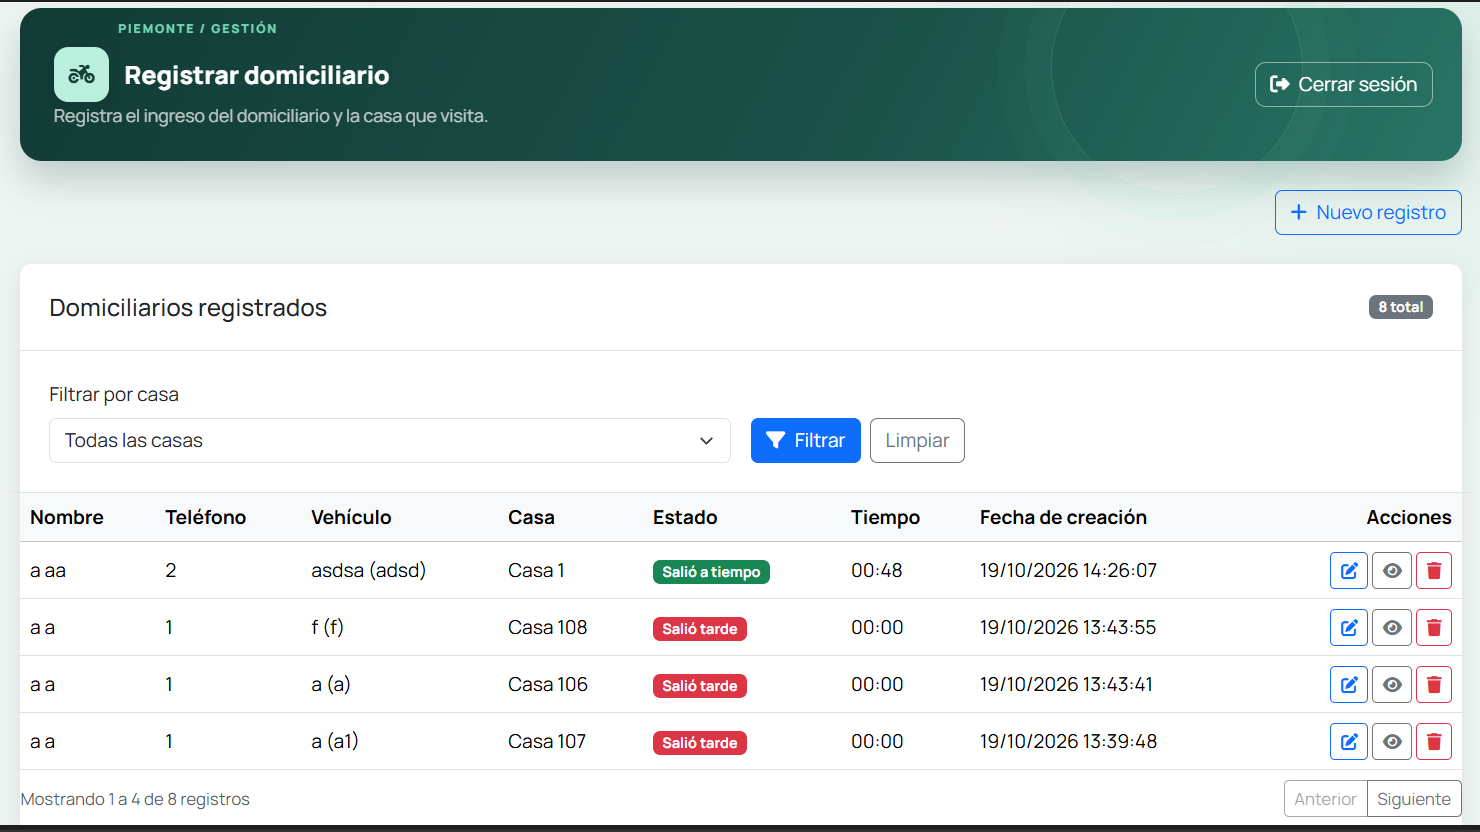 PIEMONTE / GESTIÓN
Registrar domiciliario
Registra el ingreso del domiciliario y la casa que visita.
Cerrar sesión
Nuevo registro
Domiciliarios registrados
8 total
Filtrar por casa
Todas las casas
Filtrar
Limpiar
Nombre Teléfono Vehículo Casa Estado Tiempo Fecha de creación Acciones
a aa 2 asdsa (adsd) Casa 1 Salió a tiempo 00:48 19/10/2026 14:26:07
a a 1 f (f) Casa 108 Salió tarde 00:00 19/10/2026 13:43:55
a a 1 a (a) Casa 106 Salió tarde 00:00 19/10/2026 13:43:41
a a 1 a (a1) Casa 107 Salió tarde 00:00 19/10/2026 13:39:48
Mostrando 1 a 4 de 8 registros
Anterior Siguiente